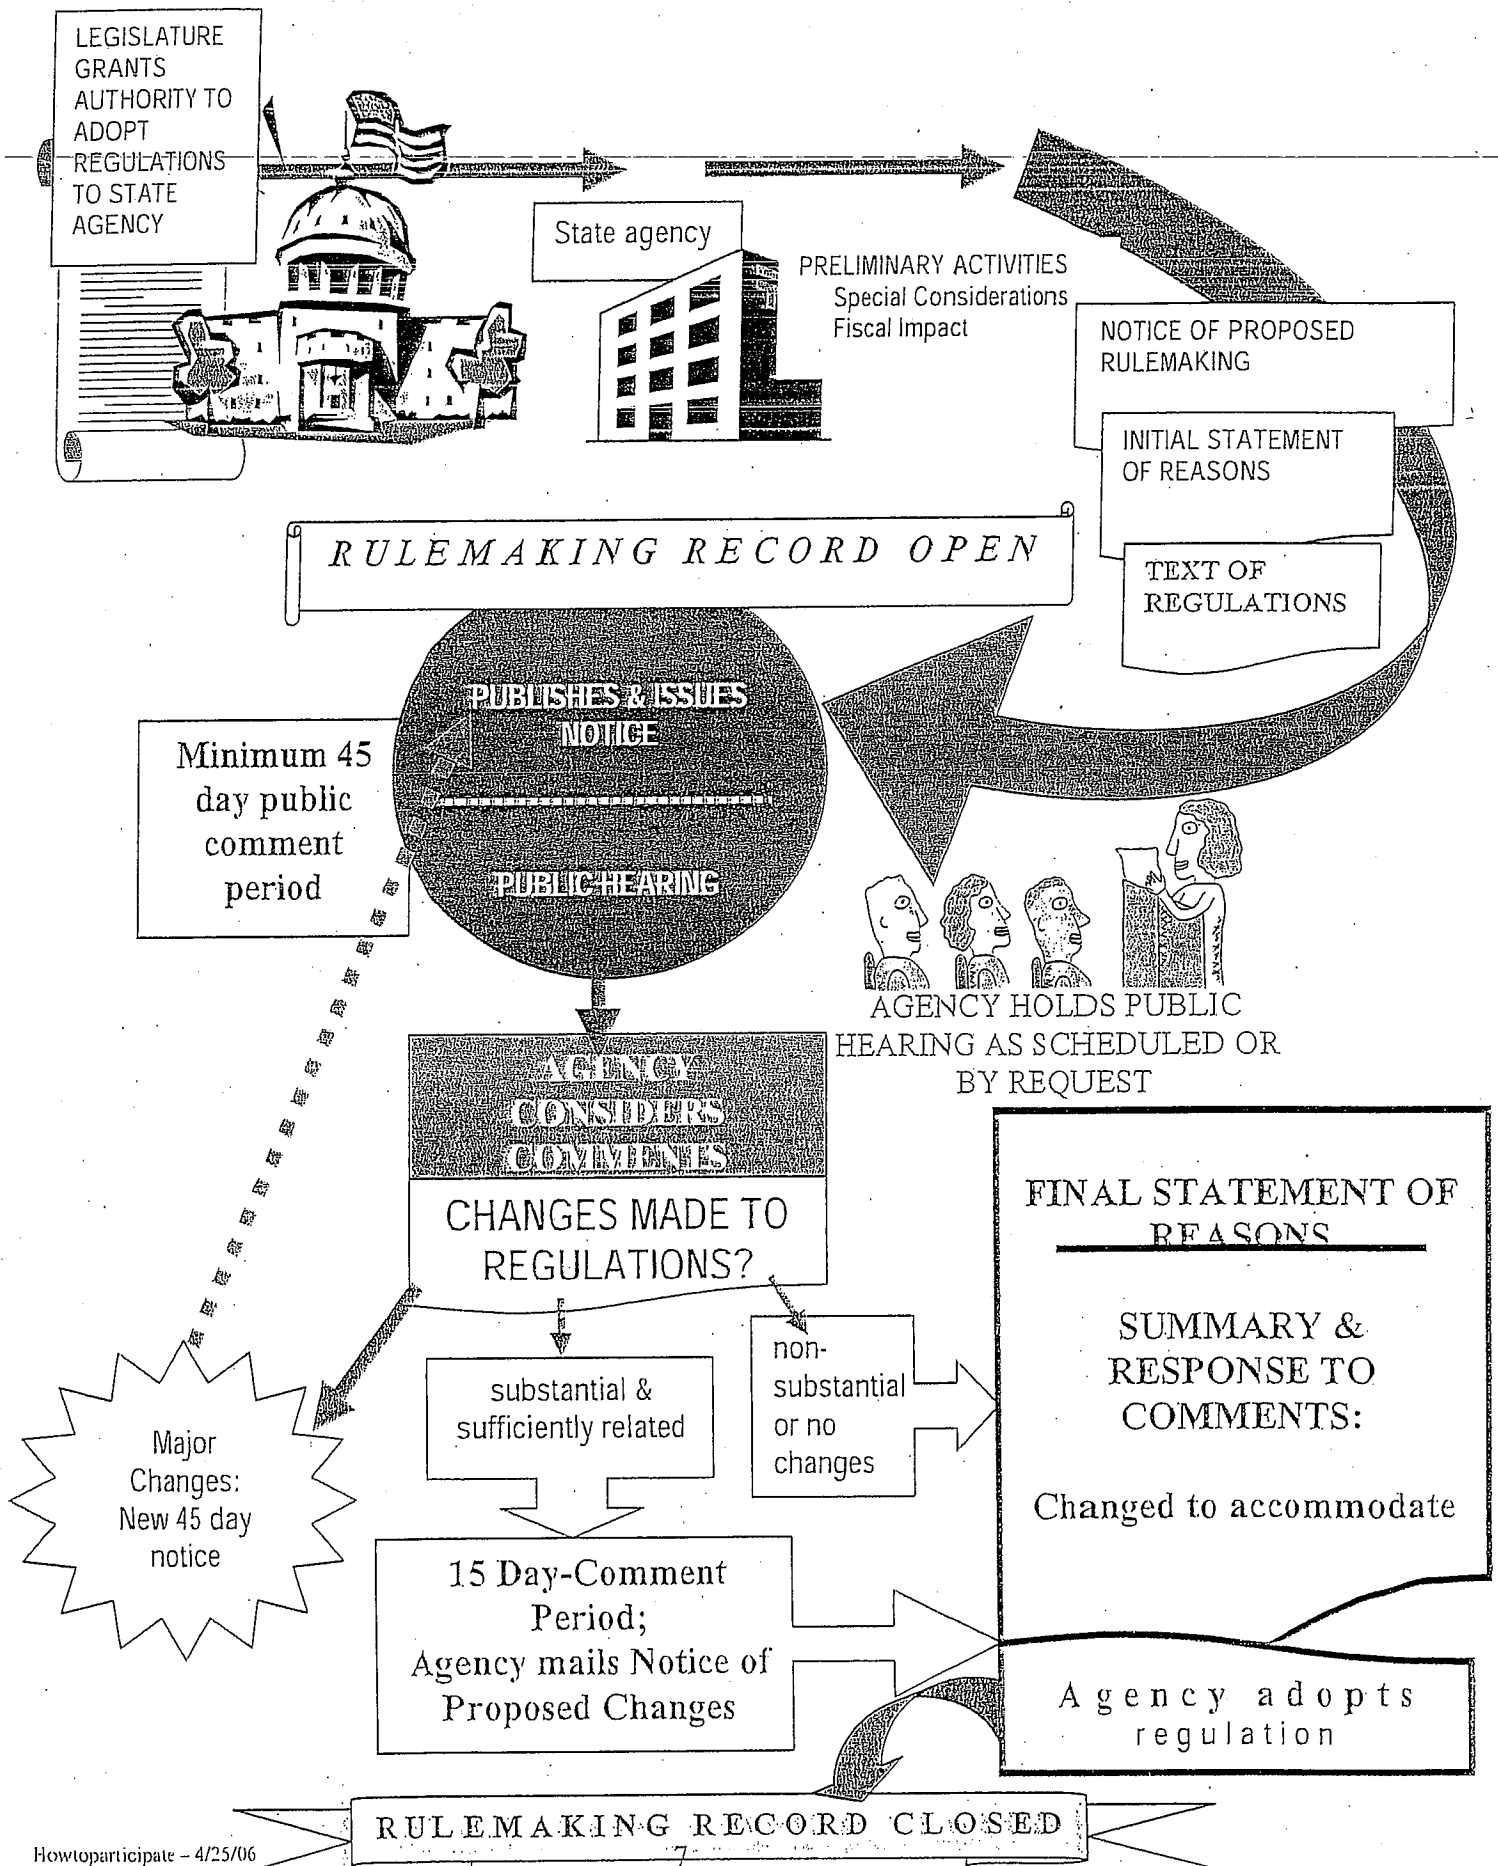 LEGISLATURE
GRANTS
AUTHORITY TO
ADOPT
REGULATIONS
TO STATE
AGENCY
State agency
PRELIMINARY ACTIVITIES
Special Considerations
Fiscal Impact
NOTICE OF PROPOSED
RULEMAKING
INITIAL STATEMENT
OF REASONS
TEXT OF
REGULATIONS
RULEMAKING RECORD OPEN
PUBLISHES & ISSUES
NOTICE
PUBLIC HEARING
Minimum 45
day public
comment
period
AGENCY HOLDS PUBLIC
HEARING AS SCHEDULED OR
BY REQUEST
AGENCY
CONSIDERS
COMMENTS
CHANGES MADE TO
REGULATIONS?
Major
Changes:
New 45 day
notice
substantial &
sufficiently related
non-
substantial
or no
changes
15 Day-Comment
Period;
Agency mails Notice of
Proposed Changes
FINAL STATEMENT OF
REASONS
SUMMARY &
RESPONSE TO
COMMENTS:
Changed to accommodate
Agency adopts
regulation
RULEMAKING RECORD CLOSED
Howtoparticipate – 4/25/06
7